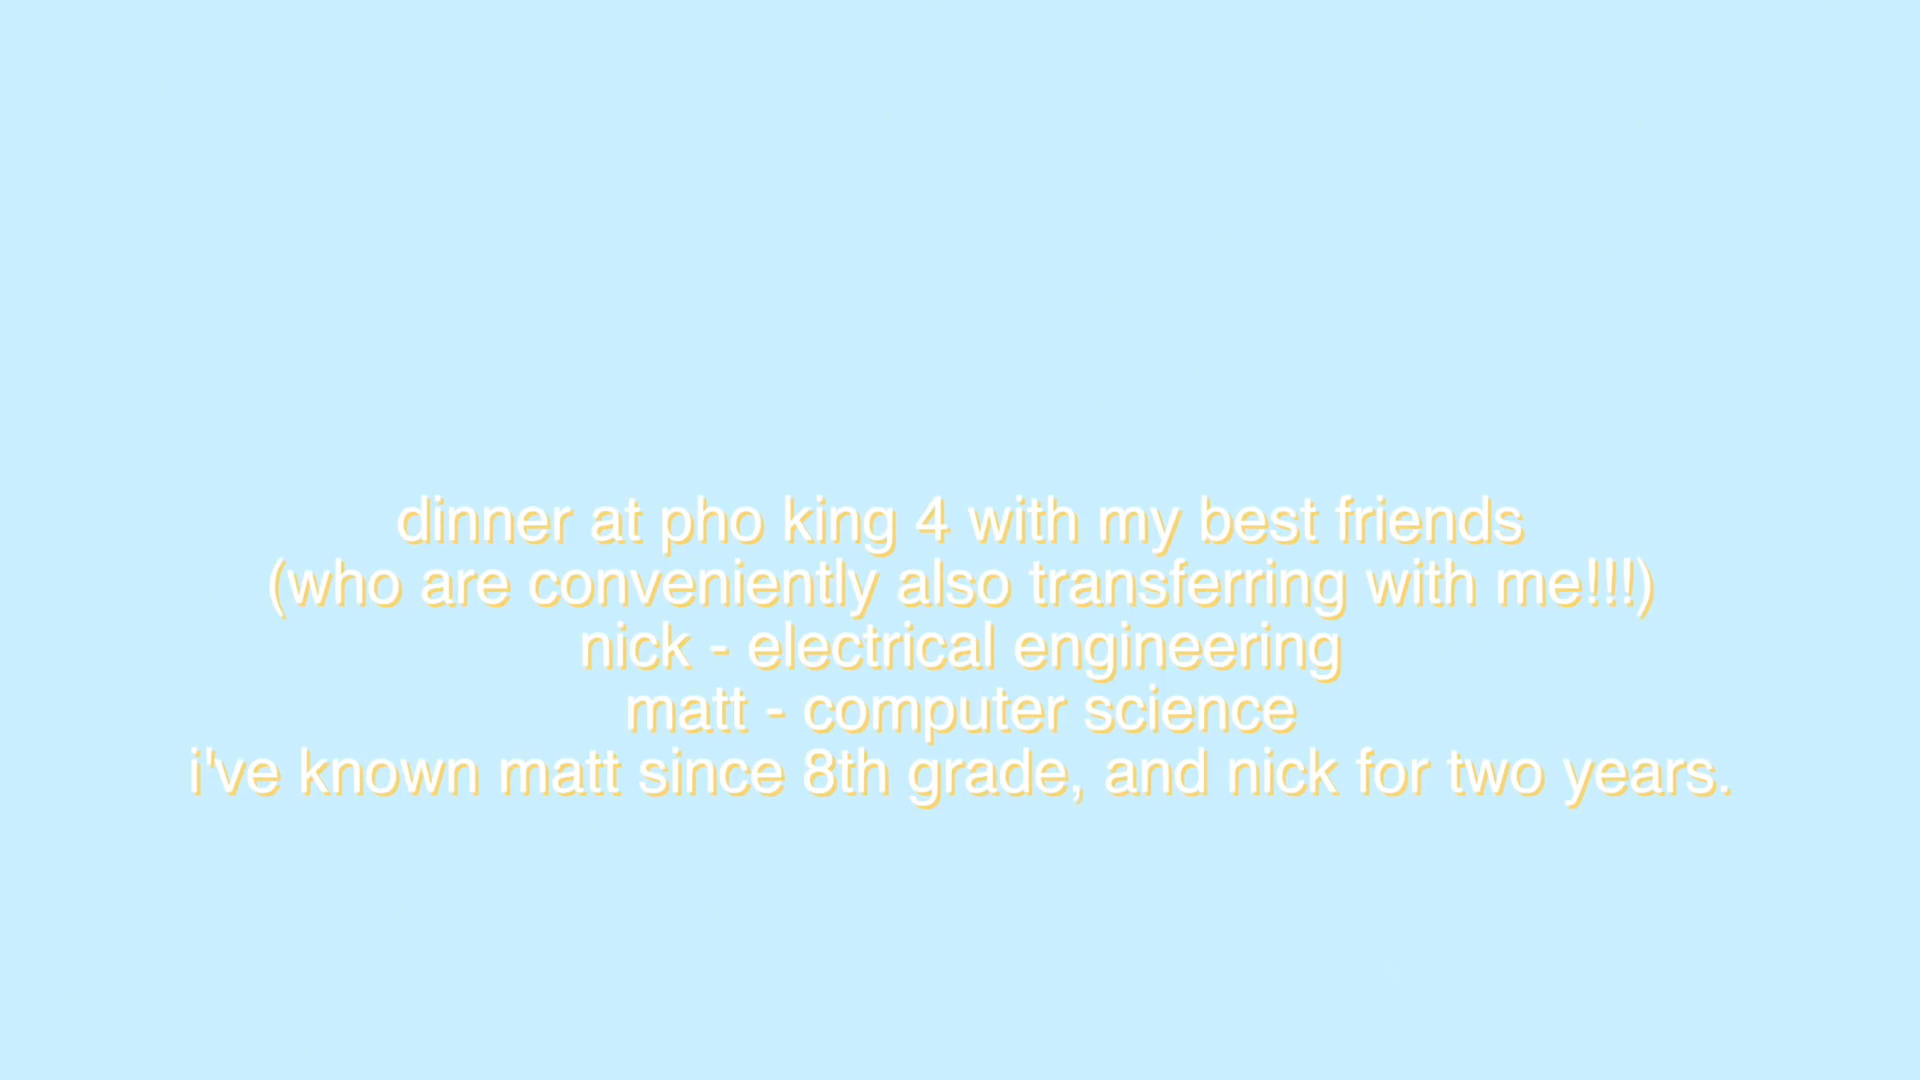 dinner at pho king 4 with my best friends
(who are conveniently also transferring with me!!!)
nick - electrical engineering
matt - computer science
i've known matt since 8th grade, and nick for two years.